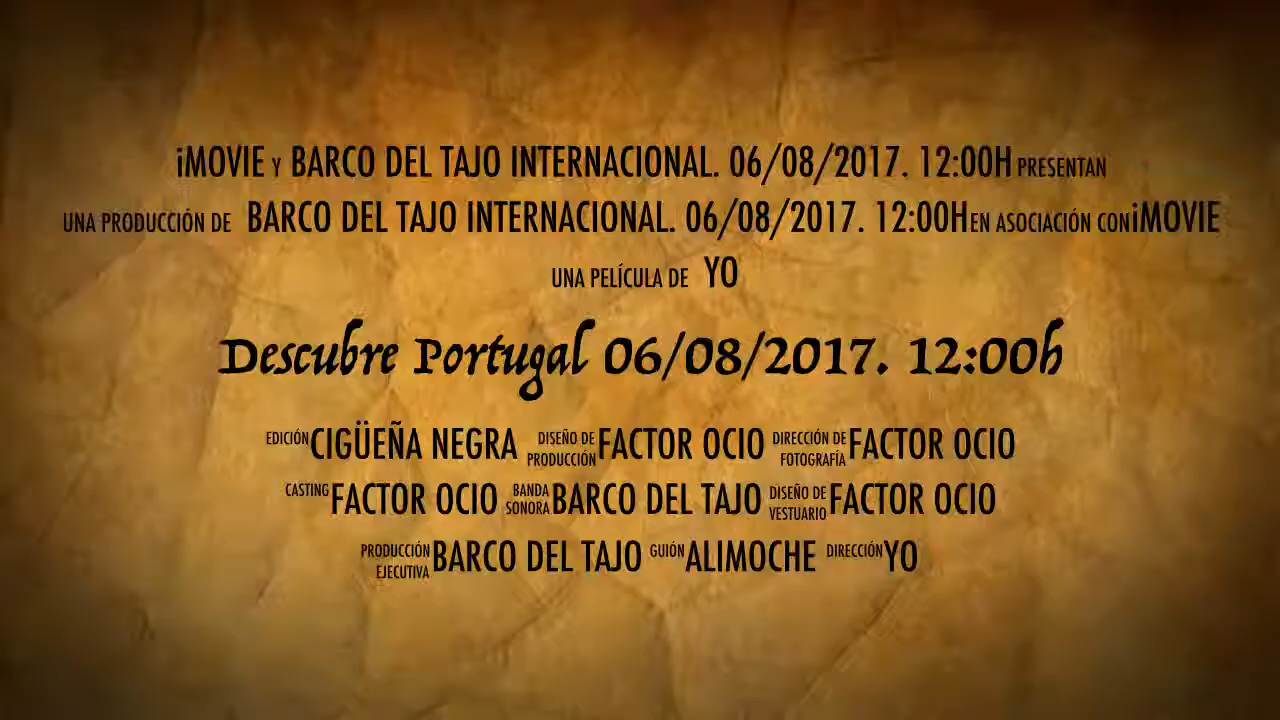 iMOVIE Y BARCO DEL TAJO INTERNACIONAL. 06/08/2017. 12:00H PRESENTAN
UNA PRODUCCIÓN DE BARCO DEL TAJO INTERNACIONAL. 06/08/2017. 12:00H EN ASOCIACIÓN CON iMOVIE
UNA PELÍCULA DE YO
Descubre Portugal 06/08/2017. 12:00h
EDICIÓN CIGÜEÑA NEGRA DISEÑO DE PRODUCCIÓN FACTOR OCIO DIRECCIÓN DE FOTOGRAFÍA FACTOR OCIO
CASTING FACTOR OCIO BANDA SONORA BARCO DEL TAJO DISEÑO DE VESTUARIO FACTOR OCIO
PRODUCCIÓN EJECUTIVA BARCO DEL TAJO GUIÓN ALIMOCHE DIRECCIÓN YO